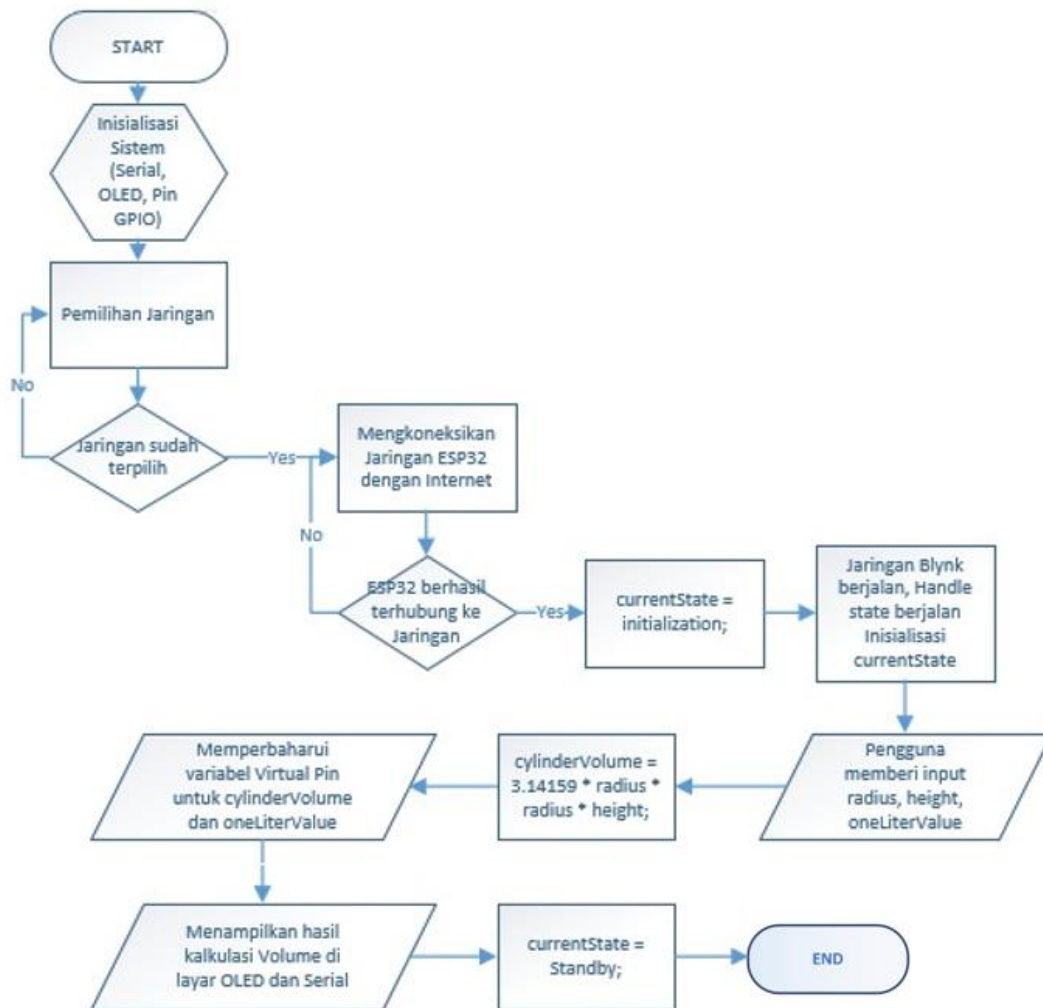 START
Inisialisasi
Sistem
(Serial,
OLED, Pin
GPIO)
Pemilihan Jaringan
No
Jaringan sudah
terpilih
Yes
Mengkoneksikan
Jaringan ESP32
dengan Internet
No
ESP32 berhasil
terhubung ke
Jaringan
Yes
currentState =
initialization;
Jaringan Blynk
berjalan, Handle
state berjalan
Inisialisasi
currentState
Pengguna
memberi input
radius, height,
oneLiterValue
cylinderVolume =
3.14159 * radius *
radius * height;
Memperbaharui
variabel Virtual Pin
untuk cylinderVolume
dan oneLiterValue
Menampilkan hasil
kalkulasi Volume di
layar OLED dan Serial
currentState =
Standby;
END